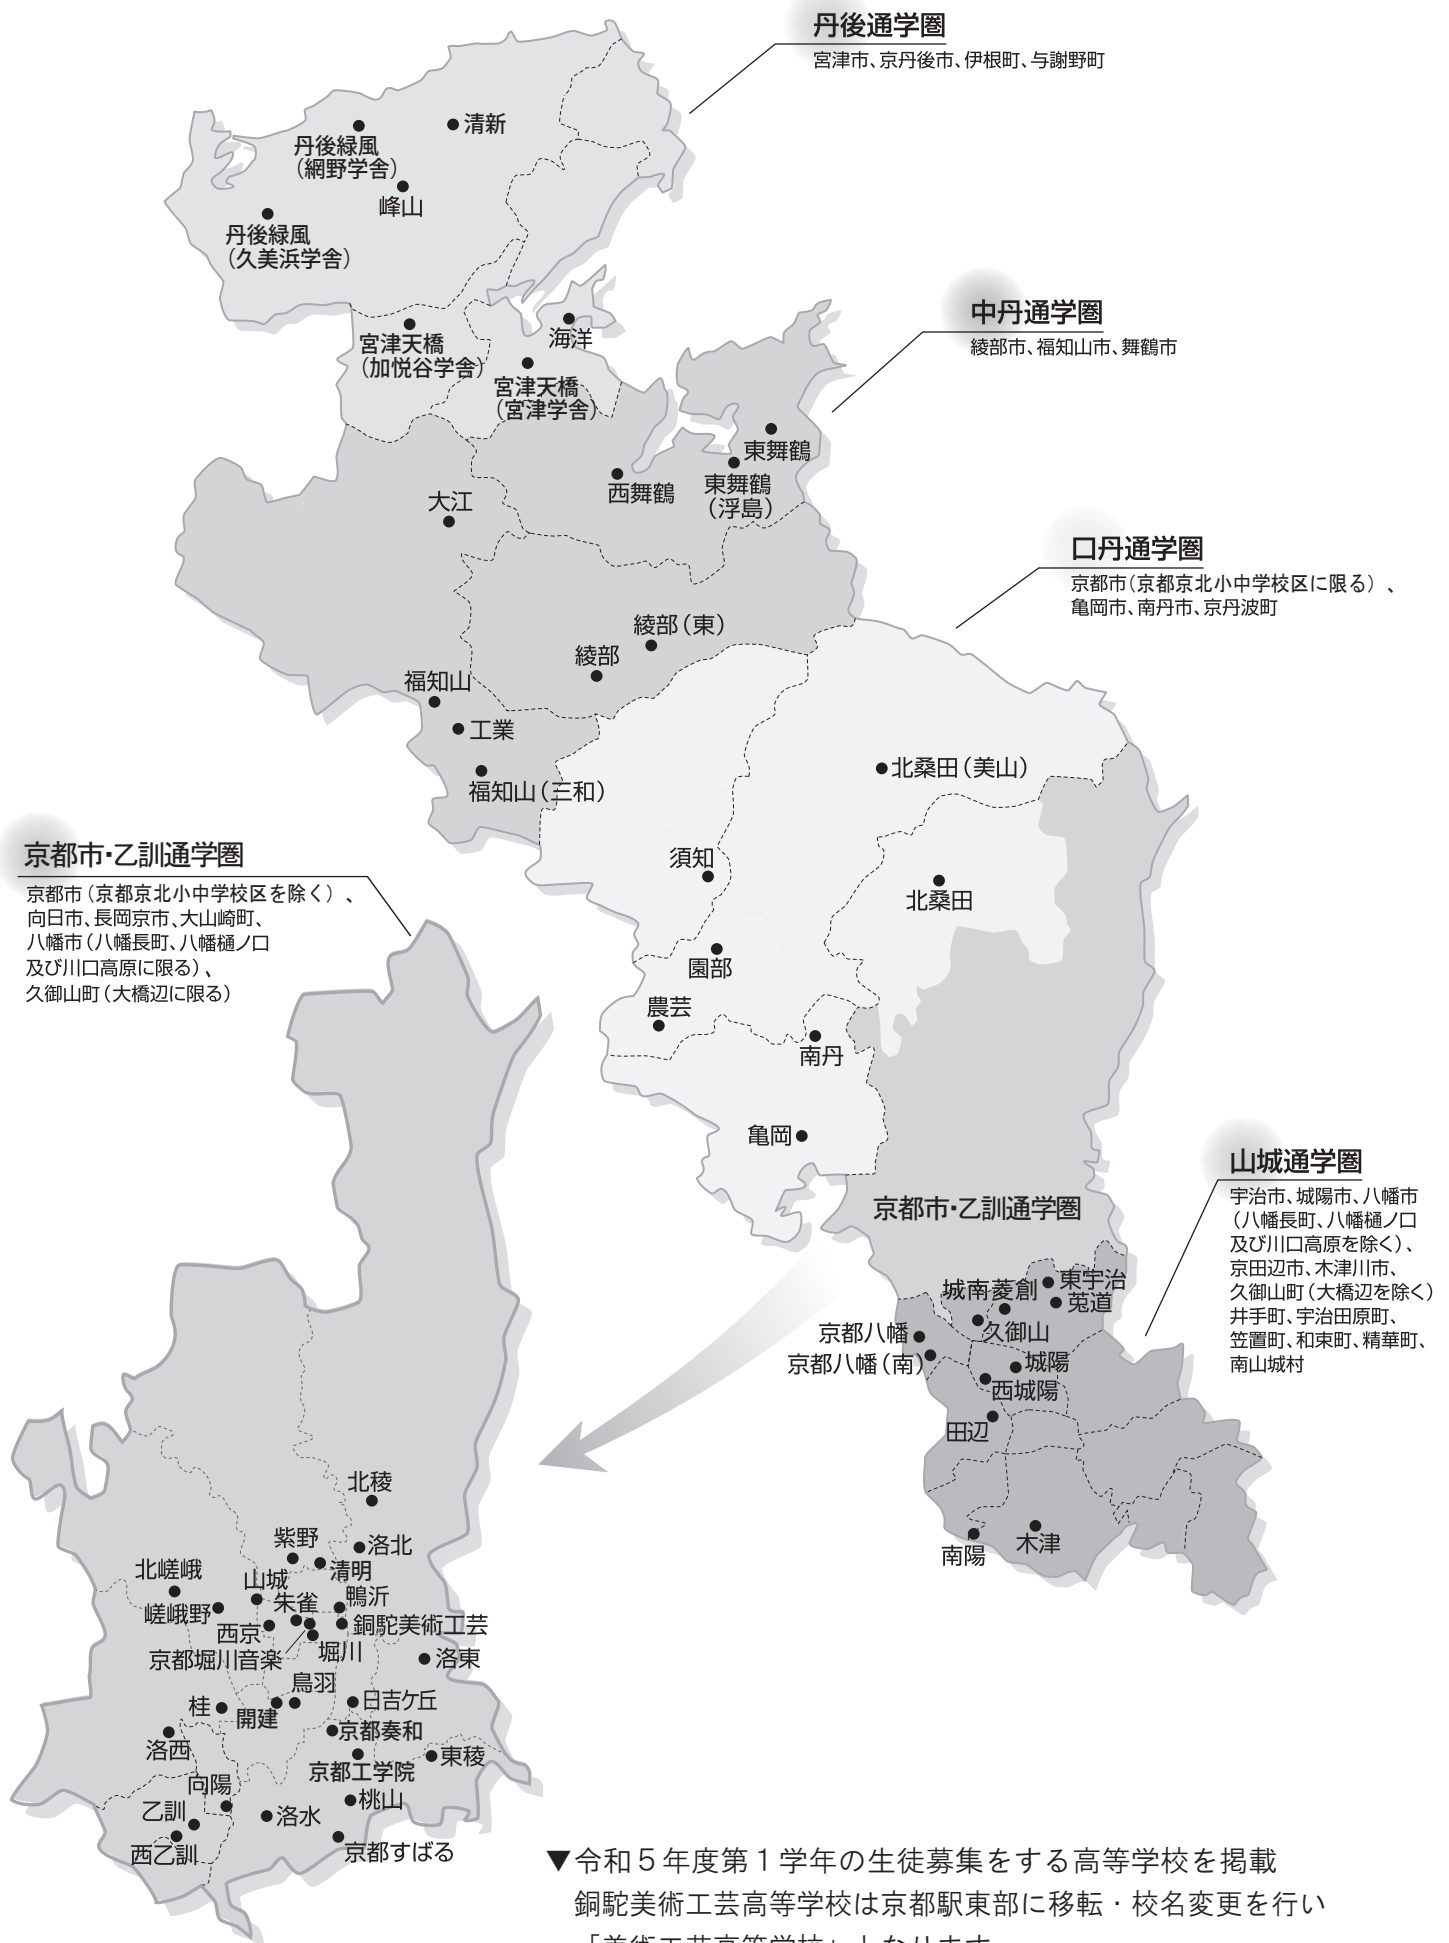 丹後通学圏
宮津市、京丹後市、伊根町、与謝野町
清新
丹後緑風
（網野学舎）
峰山
丹後緑風
（久美浜学舎）
中丹通学圏
綾部市、福知山市、舞鶴市
海洋
宮津天橋
（加悦谷学舎）
宮津天橋
（宮津学舎）
東舞鶴
西舞鶴
東舞鶴
（浮島）
大江
口丹通学圏
京都市（京都京北小中学校区に限る）、
亀岡市、南丹市、京丹波町
綾部（東）
綾部
福知山
工業
福知山（三和）
北桑田（美山）
京都市・乙訓通学圏
京都市（京都京北小中学校区を除く）、
向日市、長岡京市、大山崎町、
八幡市（八幡長町、八幡樋ノ口
及び川口高原に限る）、
久御山町（大橋辺に限る）
須知
北桑田
園部
農芸
南丹
亀岡
山城通学圏
宇治市、城陽市、八幡市
（八幡長町、八幡樋ノ口
及び川口高原を除く）、
京田辺市、木津川市、
久御山町（大橋辺を除く）
井手町、宇治田原町、
笠置町、和束町、精華町、
南山城村
京都市・乙訓通学圏
東宇治
城南菱創
莵道
久御山
京都八幡
京都八幡（南）
城陽
西城陽
田辺
木津
南陽
北稜
紫野
洛北
清明
北嵯峨
山城
鴨沂
朱雀
嵯峨野
銅駝美術工芸
西京
堀川
京都堀川音楽
洛東
鳥羽
日吉ケ丘
桂
開建
京都奏和
洛西
東稜
京都工学院
向陽
桃山
乙訓
洛水
西乙訓
京都すばる
▼令和５年度第１学年の生徒募集をする高等学校を掲載
銅駝美術工芸高等学校は京都駅東部に移転・校名変更を行い
「美術工芸高等学校」となります